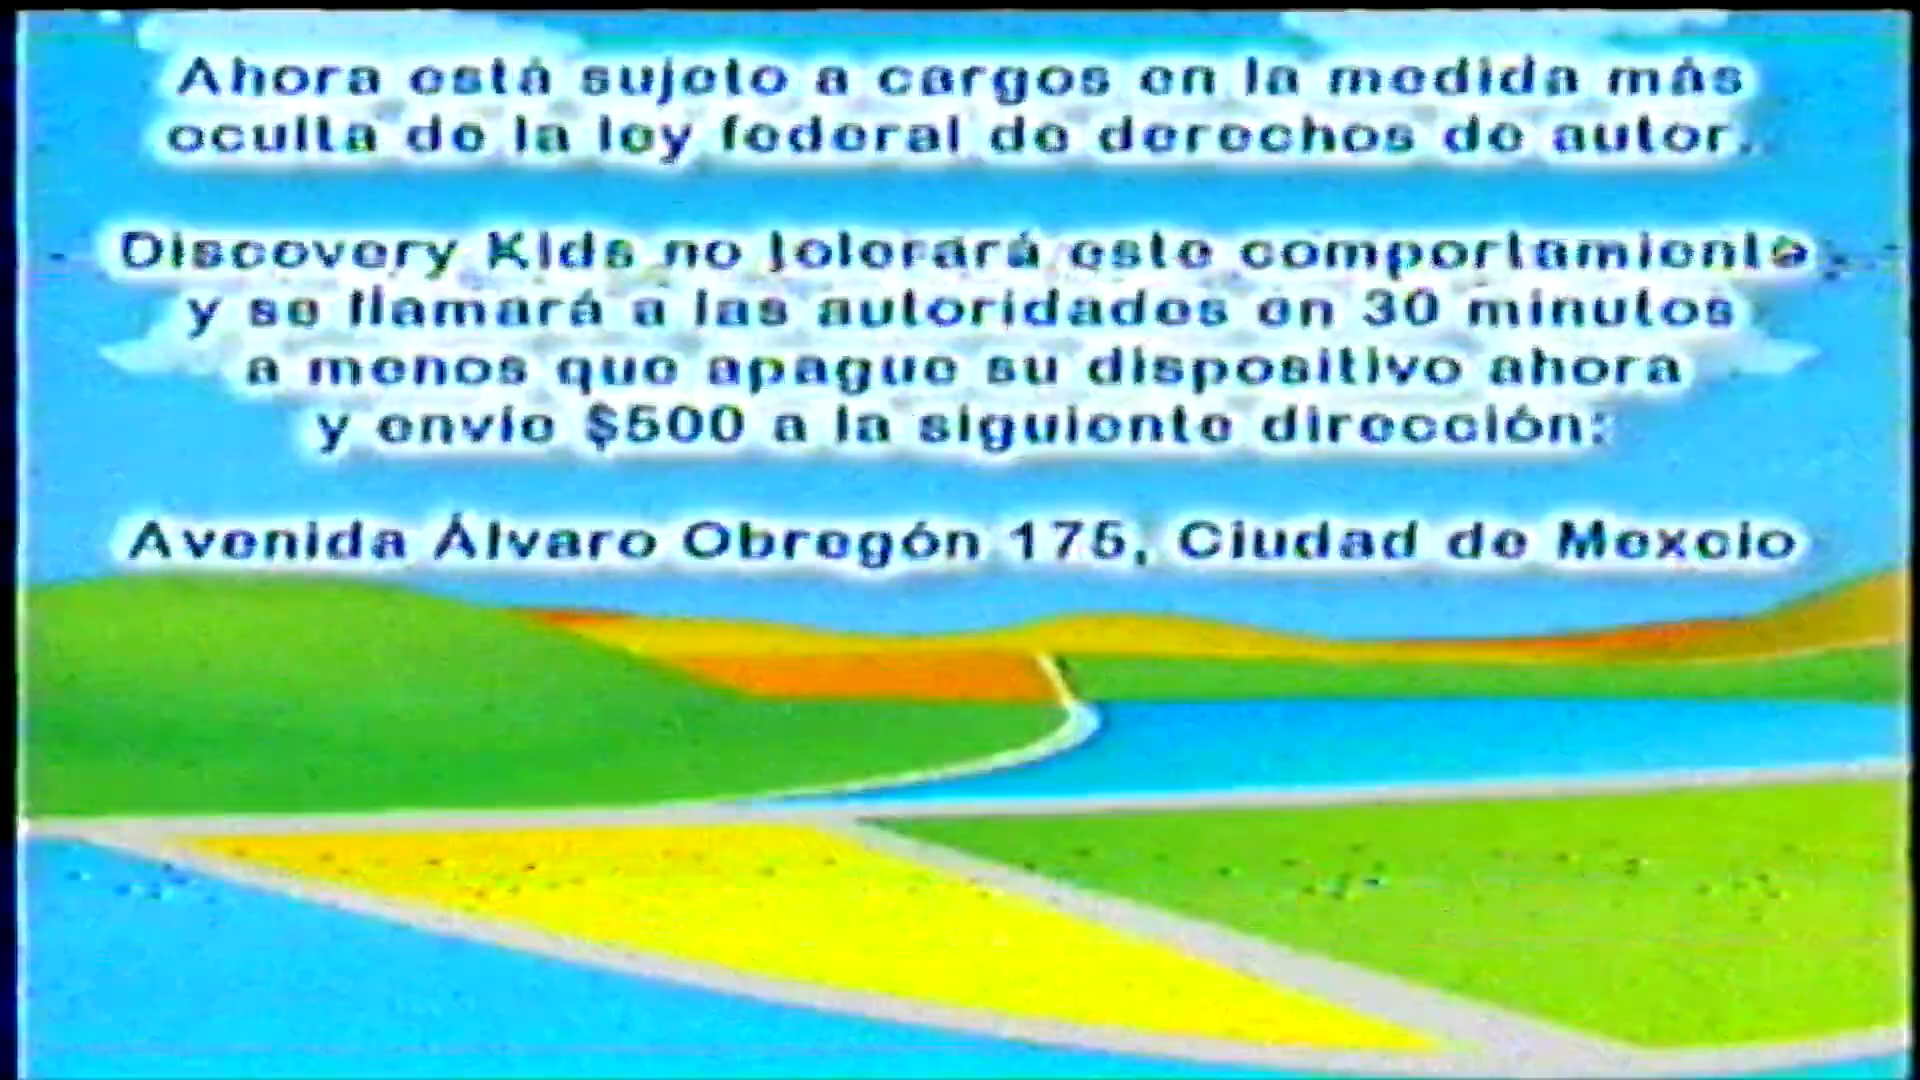 Ahora está sujeto a cargos en la medida más
oculta de la ley federal de derechos de autor.
Discovery Kids no tolerará este comportamiento
y se llamará a las autoridades en 30 minutos
a menos que apague su dispositivo ahora
y envíe $500 a la siguiente dirección:
Avenida Álvaro Obregón 175, Ciudad de Mexcio